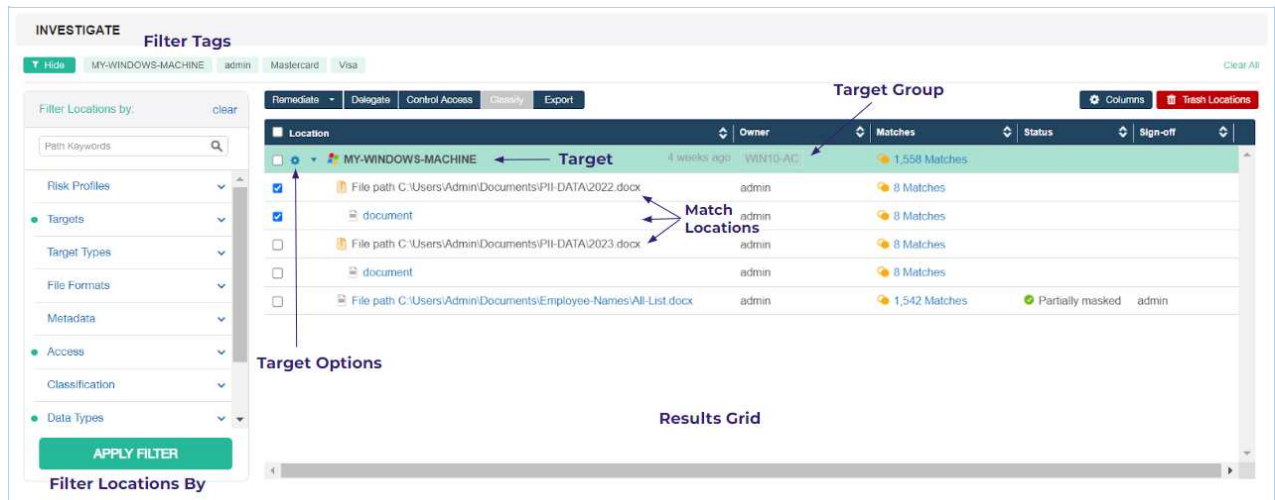 INVESTIGATE
Filter Tags
Hide MY-WINDOWS-MACHINE admin Mastercard Visa Clear All
Filter Locations by: clear
Remediate Delegate Control Access Classify Export
Target Group
Columns Trash Locations
Path Keywords
Location Owner Matches Status Sign-off
MY-WINDOWS-MACHINE Target 4 weeks ago WIN10-AC 1,558 Matches
Risk Profiles
File path C:\Users\Admin\Documents\PII-DATA\2022.docx admin 8 Matches
Targets
document admin 8 Matches
Match
Locations
Target Types
File path C:\Users\Admin\Documents\PII-DATA\2023.docx admin 8 Matches
File Formats
document admin 8 Matches
Metadata
File path C:\Users\Admin\Documents\Employee-Names\All-List.docx admin 1,542 Matches Partially masked admin
Access
Target Options
Classification
Data Types
Results Grid
APPLY FILTER
Filter Locations By